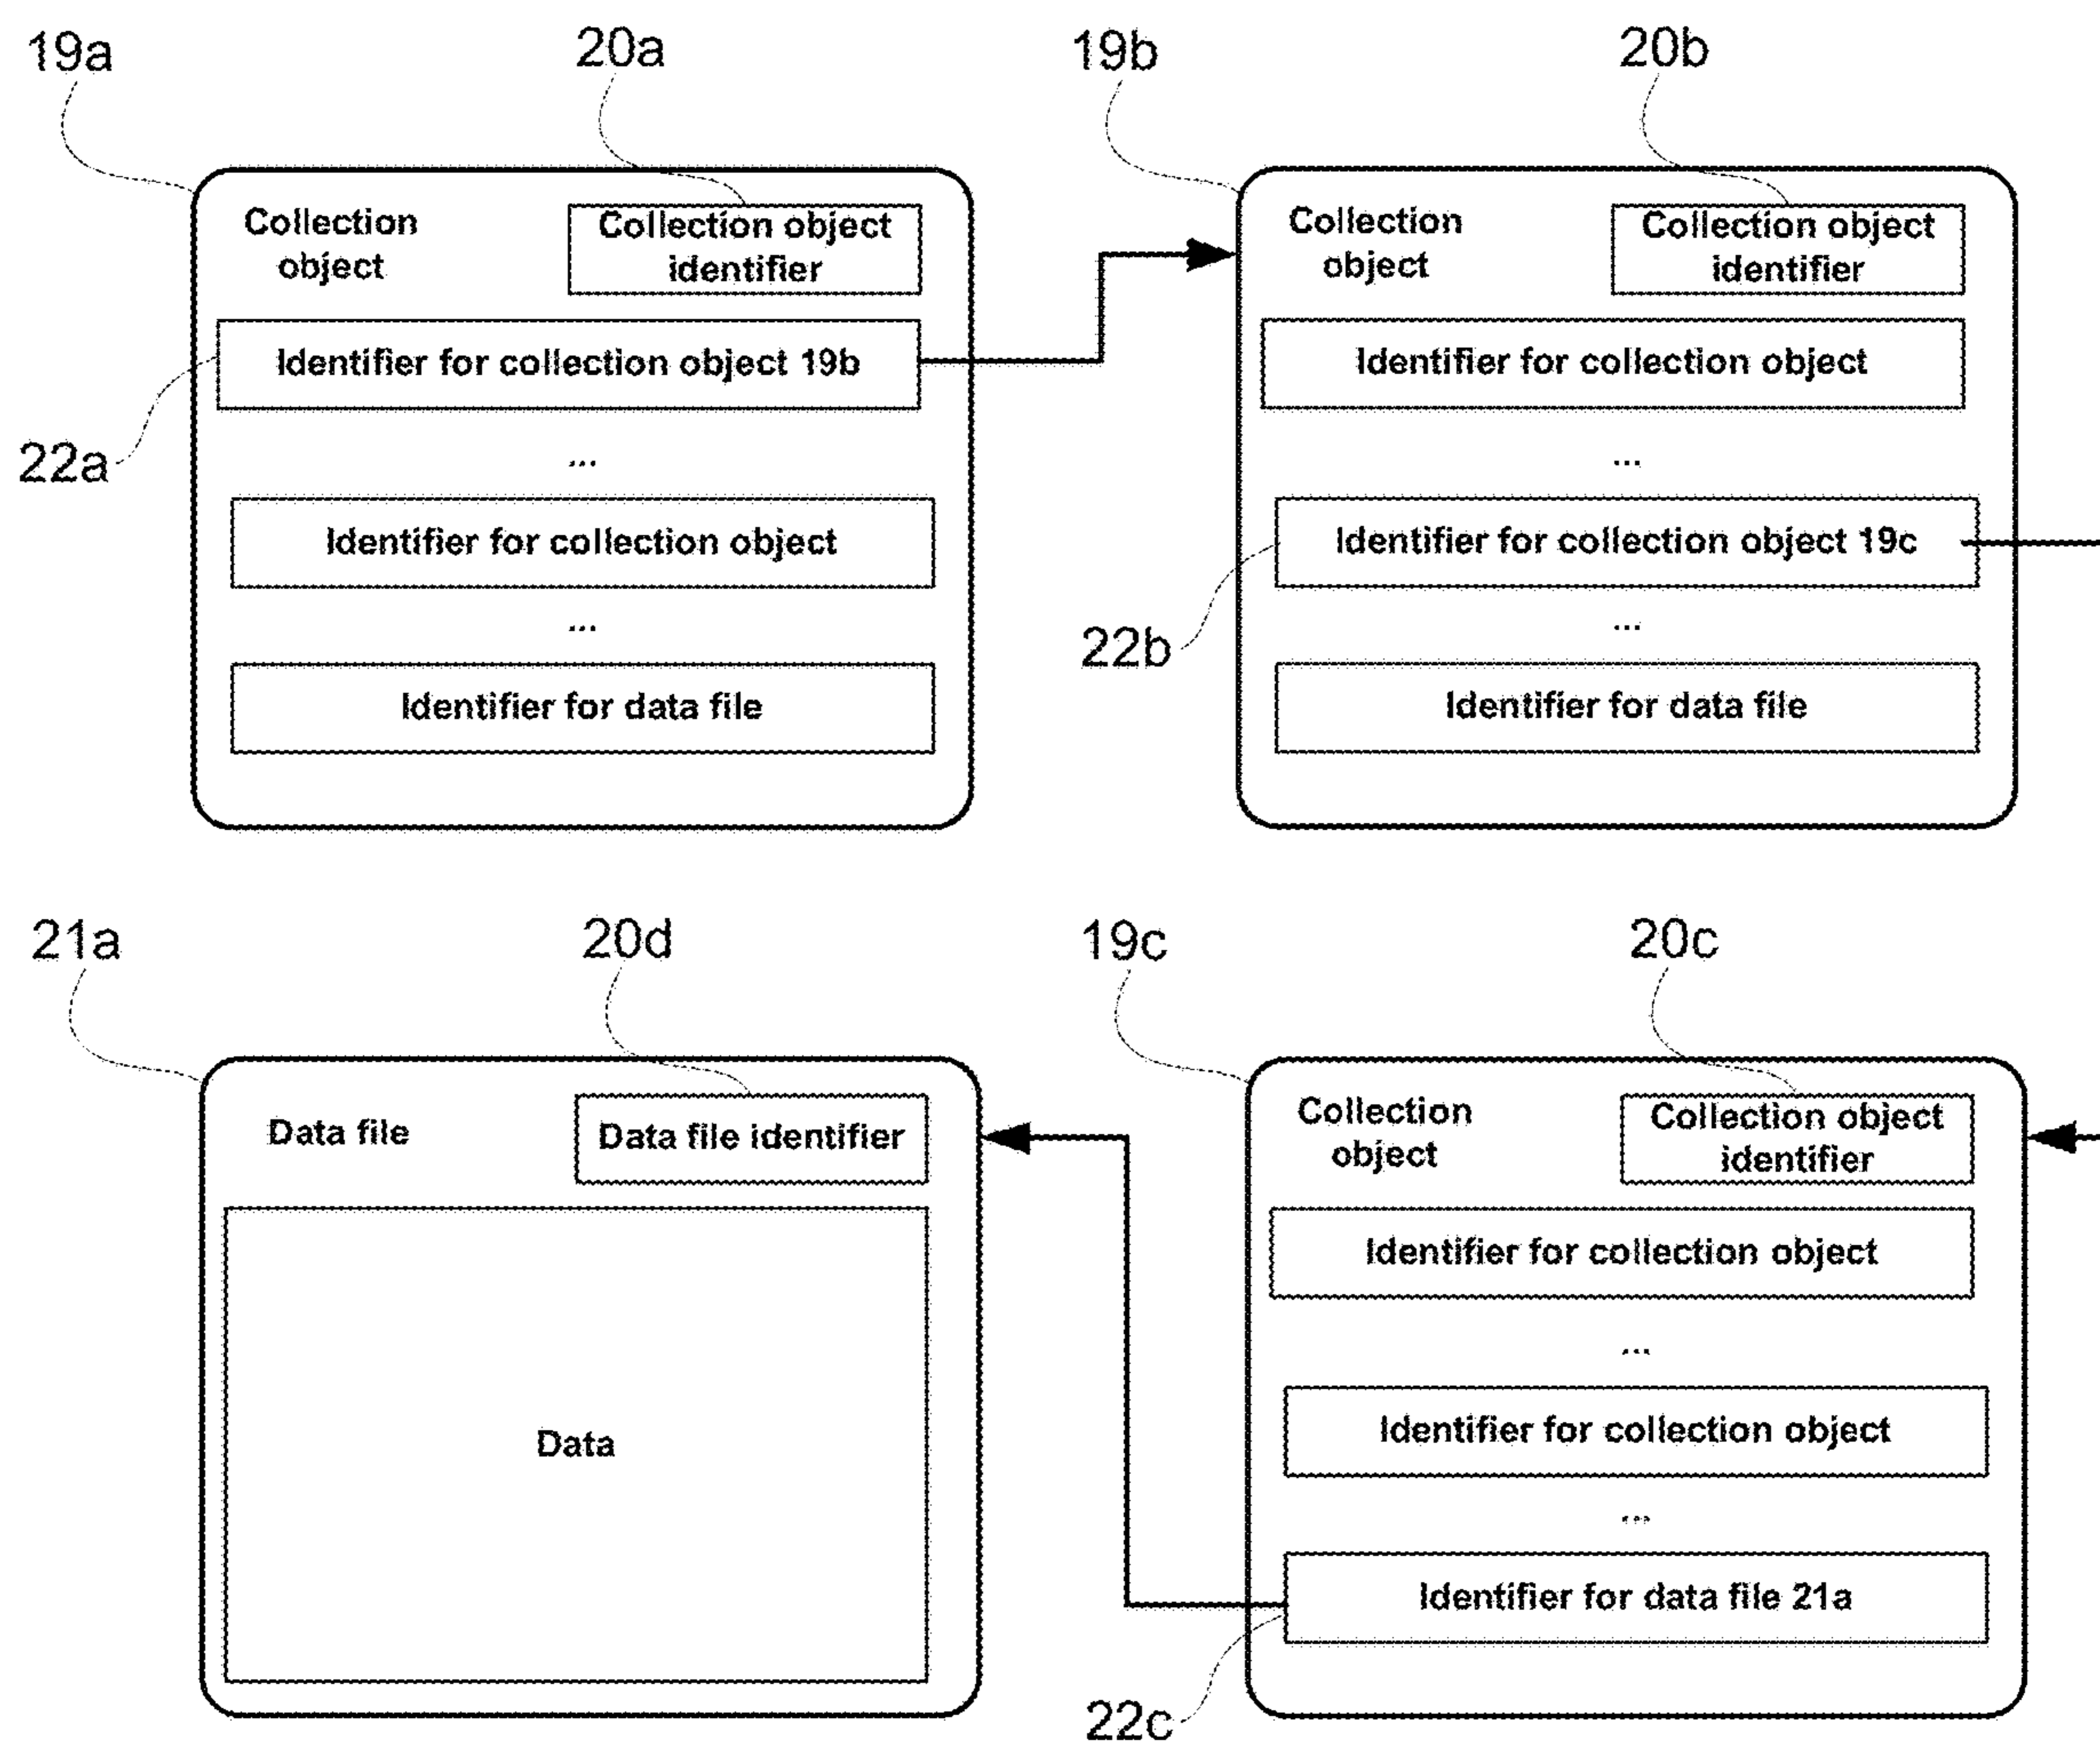 19a
20a
19b
20b
Collection
object
Collection object
identifier
Identifier for collection object 19b
22a
...
Identifier for collection object
...
Identifier for data file
Collection
object
Collection object
identifier
Identifier for collection object
...
Identifier for collection object 19c
22b
...
Identifier for data file
21a
20d
19c
20c
Data file
Data file identifier
Data
Collection
object
Collection object
identifier
Identifier for collection object
...
Identifier for collection object
...
Identifier for data file 21a
22c